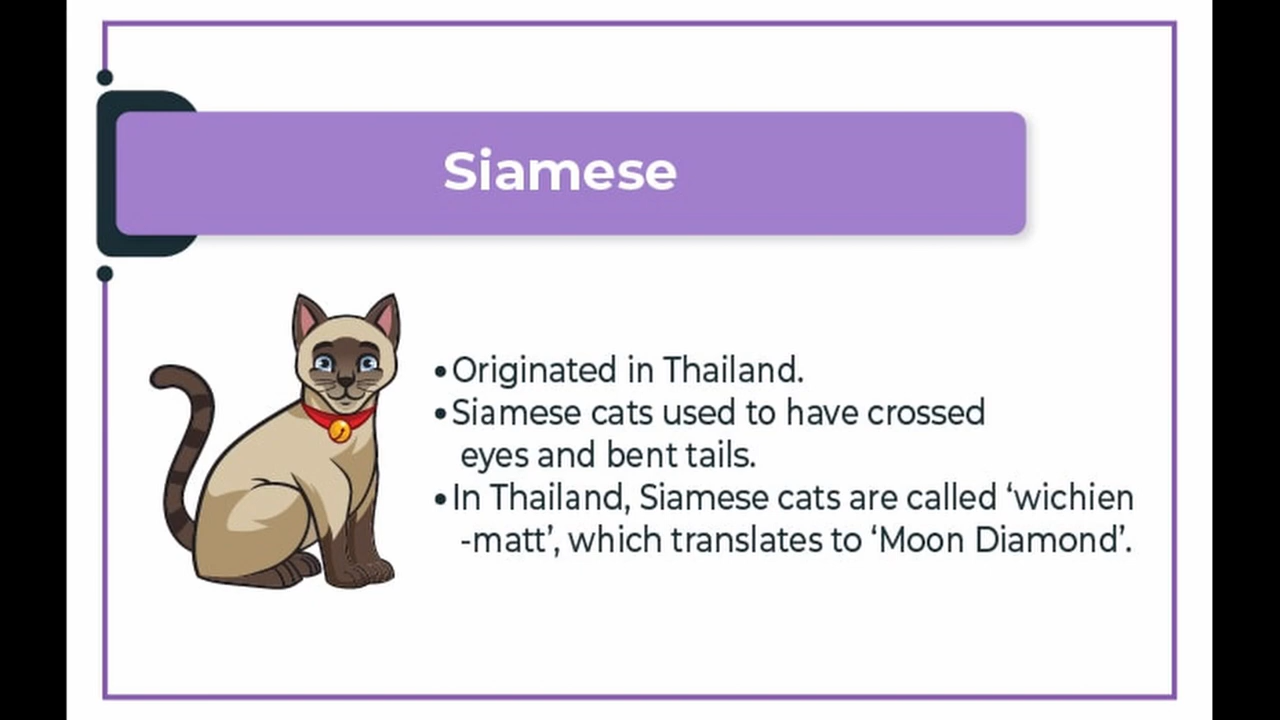 Siamese
•Originated in Thailand.
•Siamese cats used to have crossed
eyes and bent tails.
•In Thailand, Siamese cats are called ‘wichien
-matt’, which translates to ‘Moon Diamond’.